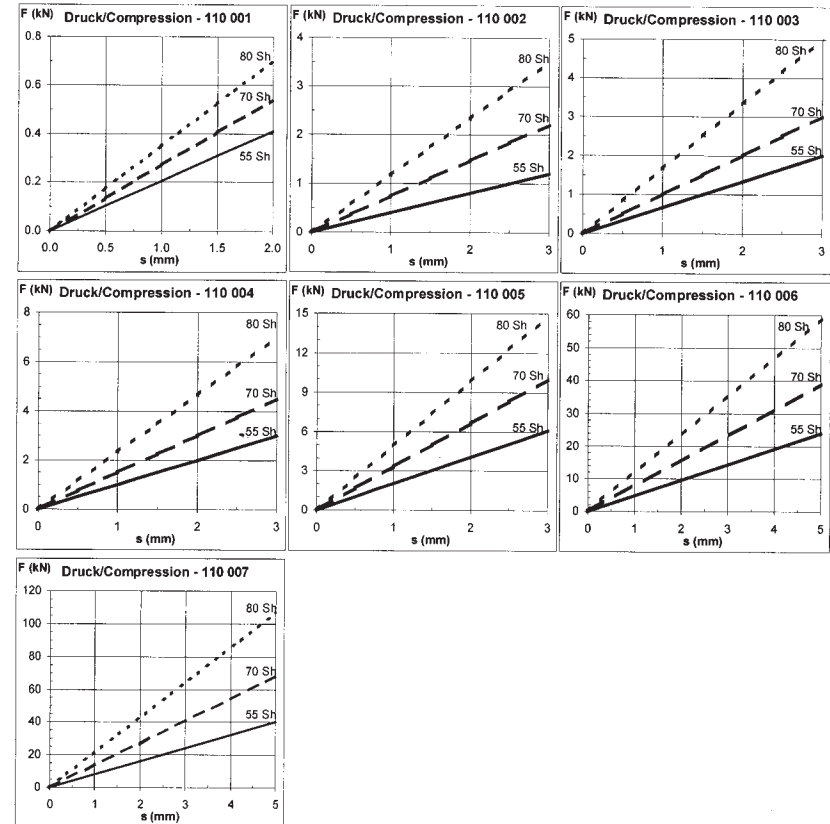 F (kN) Druck/Compression - 110 001
0.8
0.6
0.4
0.2
0.0
80 Sh
70 Sh
55 Sh
0.0 0.5 1.0 1.5 2.0
s (mm)
F (kN) Druck/Compression - 110 002
4
3
2
1
0
80 Sh
70 Sh
55 Sh
0 1 2 3
s (mm)
F (kN) Druck/Compression - 110 003
5
4
3
2
1
0
80 Sh
70 Sh
55 Sh
0 1 2 3
s (mm)
F (kN) Druck/Compression - 110 004
8
6
4
2
0
80 Sh
70 Sh
55 Sh
0 1 2 3
s (mm)
F (kN) Druck/Compression - 110 005
15
12
9
6
3
0
80 Sh
70 Sh
55 Sh
0 1 2 3
s (mm)
F (kN) Druck/Compression - 110 006
60
50
40
30
20
10
0
80 Sh
70 Sh
55 Sh
0 1 2 3 4 5
s (mm)
F (kN) Druck/Compression - 110 007
120
100
80
60
40
20
0
80 Sh
70 Sh
55 Sh
0 1 2 3 4 5
s (mm)